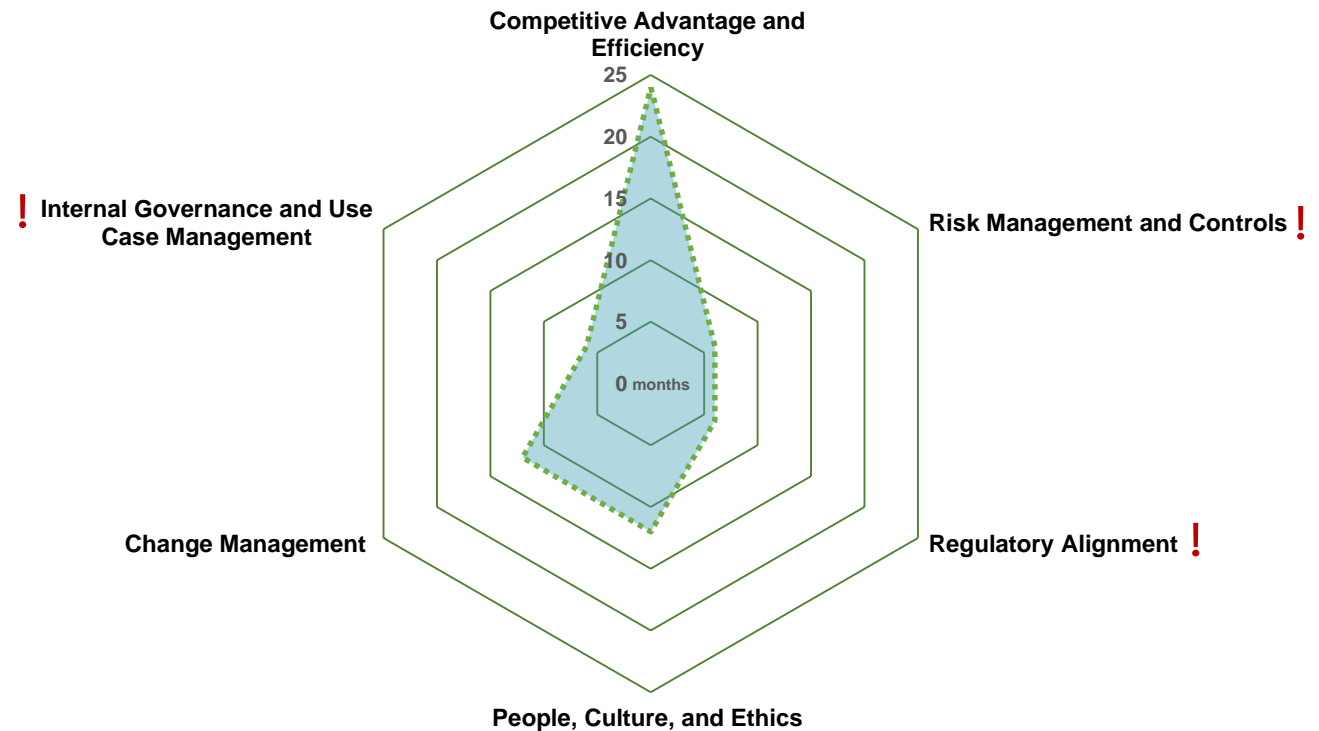 Competitive Advantage and
Efficiency
25
20
15
10
5
0 months
❗ Internal Governance and Use
Case Management
Risk Management and Controls ❗
Change Management
Regulatory Alignment ❗
People, Culture, and Ethics